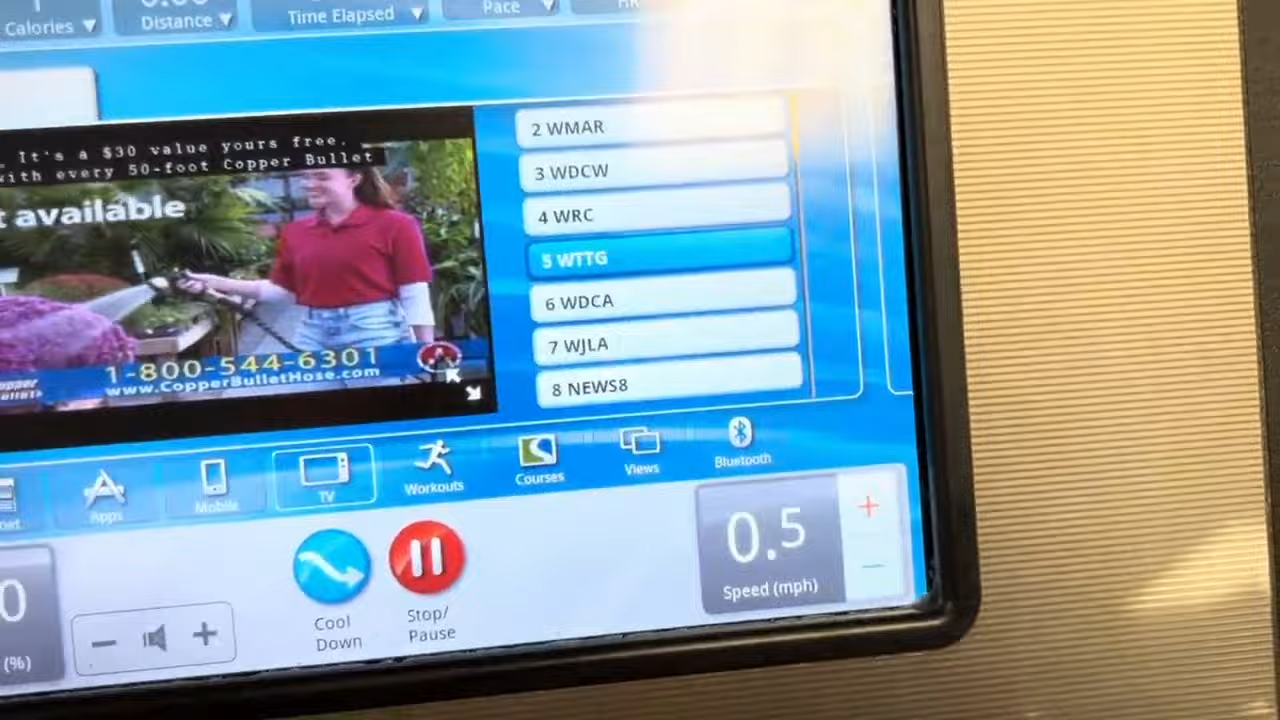 Calories ▼
Distance ▼
Time Elapsed ▼
Pace ▼
It's a $30 value yours free.
with every 50-foot Copper Bullet
available
1-800-544-6301
www.CopperBulletHose.com
2 WMAR
3 WDCW
4 WRC
5 WTTG
6 WDCA
7 WJLA
8 NEWS8
Apps
Mobile
TV
Workouts
Courses
Views
Bluetooth
0
(%)
Cool
Down
Stop/
Pause
0.5
Speed (mph)